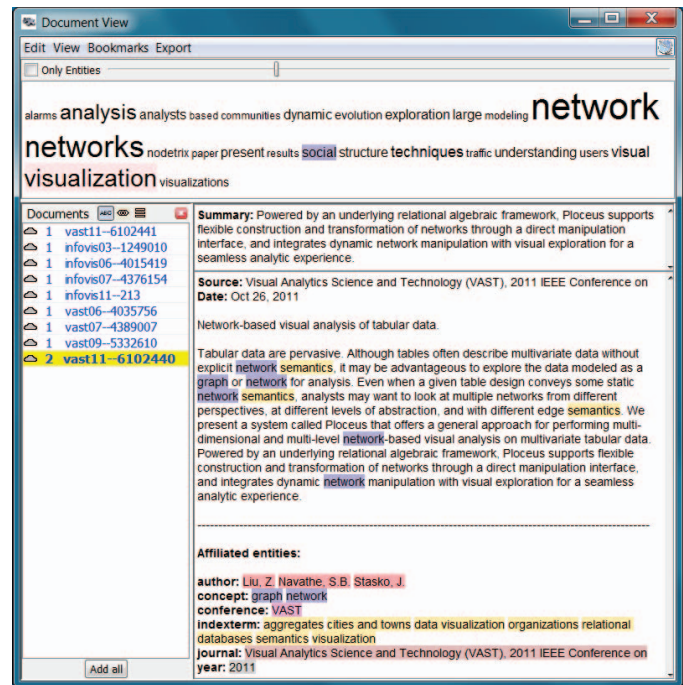 Document View
Edit View Bookmarks Export
Only Entities
alarms analysis analysts based communities dynamic evolution exploration large modeling network
networks nodetrix paper present results social structure techniques traffic understanding users visual
visualization visualizations
Documents ABC
1 vast11--6102441
1 infovis03--1249010
1 infovis06--4015419
1 infovis07--4376154
1 infovis11--213
1 vast06--4035756
1 vast07--4389007
1 vast09--5332610
2 vast11--6102440
Add all
Summary: Powered by an underlying relational algebraic framework, Ploceus supports
flexible construction and transformation of networks through a direct manipulation
interface, and integrates dynamic network manipulation with visual exploration for a
seamless analytic experience.
Source: Visual Analytics Science and Technology (VAST), 2011 IEEE Conference on
Date: Oct 26, 2011
Network-based visual analysis of tabular data.
Tabular data are pervasive. Although tables often describe multivariate data without
explicit network semantics, it may be advantageous to explore the data modeled as a
graph or network for analysis. Even when a given table design conveys some static
network semantics, analysts may want to look at multiple networks from different
perspectives, at different levels of abstraction, and with different edge semantics. We
present a system called Ploceus that offers a general approach for performing multi-
dimensional and multi-level network-based visual analysis on multivariate tabular data.
Powered by an underlying relational algebraic framework, Ploceus supports flexible
construction and transformation of networks through a direct manipulation interface,
and integrates dynamic network manipulation with visual exploration for a seamless
analytic experience.
Affiliated entities:
author: Liu, Z. Navathe, S.B. Stasko, J.
concept: graph network
conference: VAST
indexterm: aggregates cities and towns data visualization organizations relational
databases semantics visualization
journal: Visual Analytics Science and Technology (VAST), 2011 IEEE Conference on
year: 2011